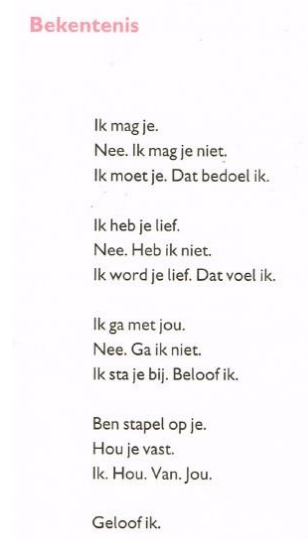 Bekentenis
Ik mag je.
Nee. Ik mag je niet.
Ik moet je. Dat bedoel ik.
Ik heb je lief.
Nee. Heb ik niet.
Ik word je lief. Dat voel ik.
Ik ga met jou.
Nee. Ga ik niet.
Ik sta je bij. Beloof ik.
Ben stapel op je.
Hou je vast.
Ik. Hou. Van. Jou.
Geloof ik.